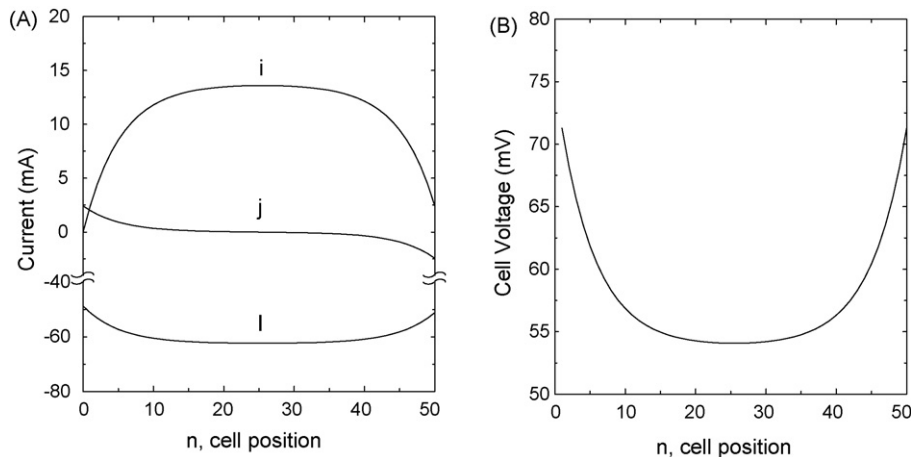 (A)
20
15
10
5
0
-40
-60
-80
Current (mA)
i
j
I
0 10 20 30 40 50
n, cell position
(B)
80
75
70
65
60
55
50
Cell Voltage (mV)
0 10 20 30 40 50
n, cell position